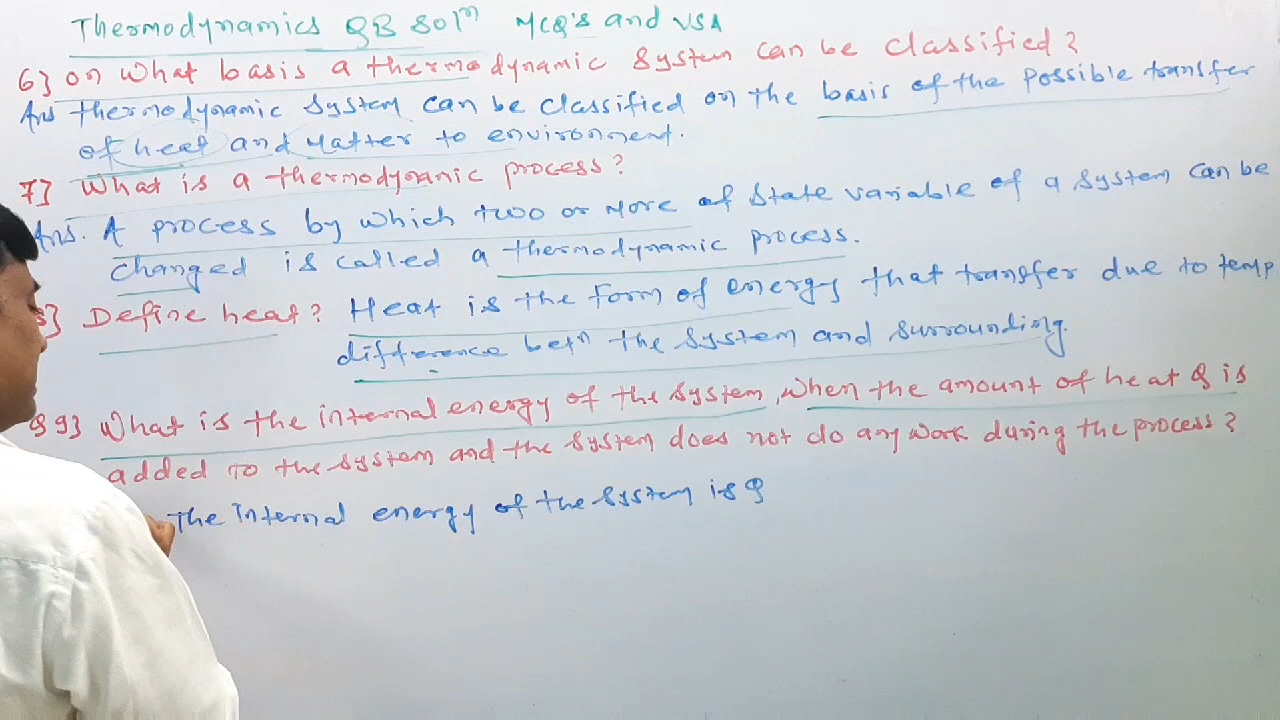 Thermodynamics QB Solⁿ MCQ's and VSA
6} On what basis a thermodynamic system can be classified?
Ans thermodynamic system can be classified on the basis of the possible transfer
of heat and matter to environment.
7] What is a thermodynamic process?
Ans. A process by which two or more of state variable of a system can be
changed is called a thermodynamic process.
8] Define heat? Heat is the form of energy that transfer due to temp
difference betⁿ the system and surrounding.
Q 9} What is the internal energy of the system, when the amount of heat Q is
added to the system and the system does not do any work during the process?
The internal energy of the system is Q